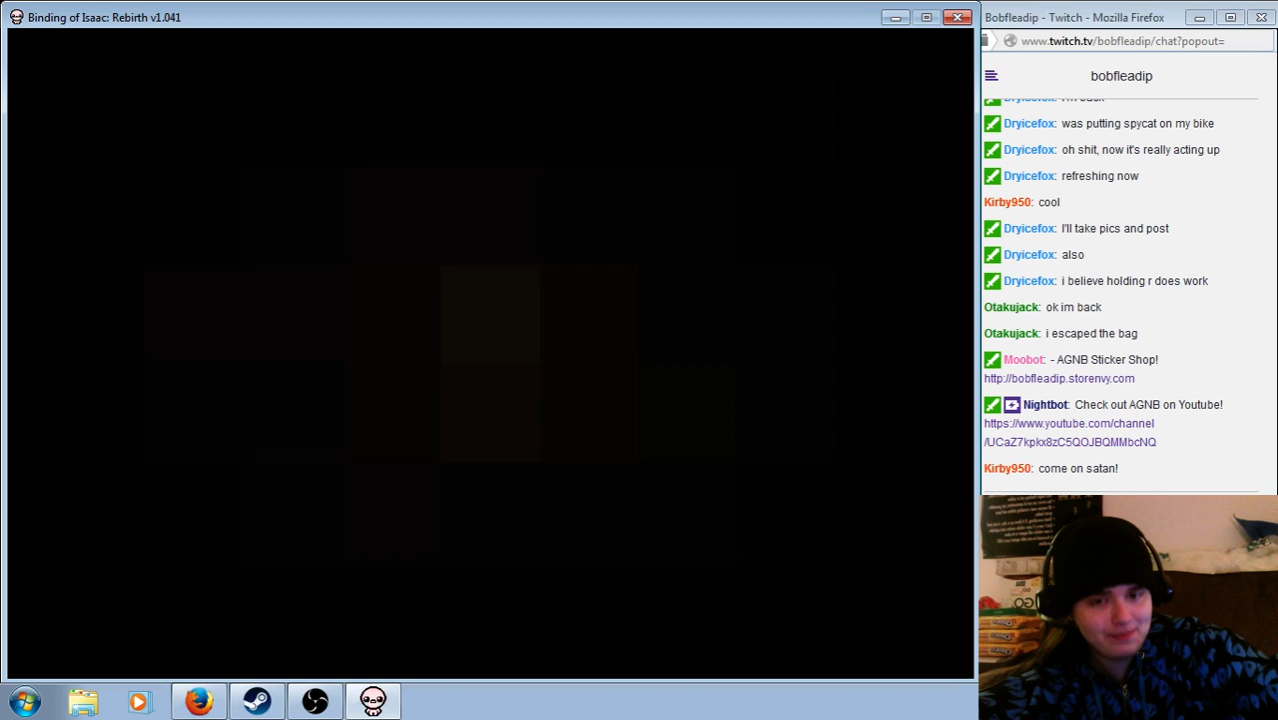 Binding of Isaac: Rebirth v1.041
Bobfleadip - Twitch - Mozilla Firefox
www.twitch.tv/bobfleadip/chat?popout=
bobfleadip
Dryicefox: was putting spycat on my bike
Dryicefox: oh shit, now it's really acting up
Dryicefox: refreshing now
Kirby950: cool
Dryicefox: I'll take pics and post
Dryicefox: also
Dryicefox: i believe holding r does work
Otakujack: ok im back
Otakujack: i escaped the bag
Moobot: - AGNB Sticker Shop!
http://bobfleadip.storenvy.com
Nightbot: Check out AGNB on Youtube!
https://www.youtube.com/channel
/UCaZ7kpkx8zC5QOJBQMMbcNQ
Kirby950: come on satan!